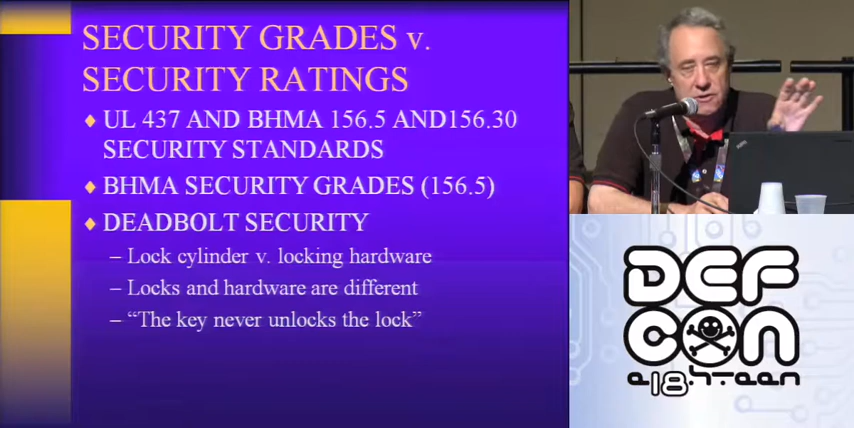 SECURITY GRADES v.
SECURITY RATINGS
UL 437 AND BHMA 156.5 AND156.30
SECURITY STANDARDS
BHMA SECURITY GRADES (156.5)
DEADBOLT SECURITY
– Lock cylinder v. locking hardware
– Locks and hardware are different
– “The key never unlocks the lock”
DEF
CON
e18h-teen